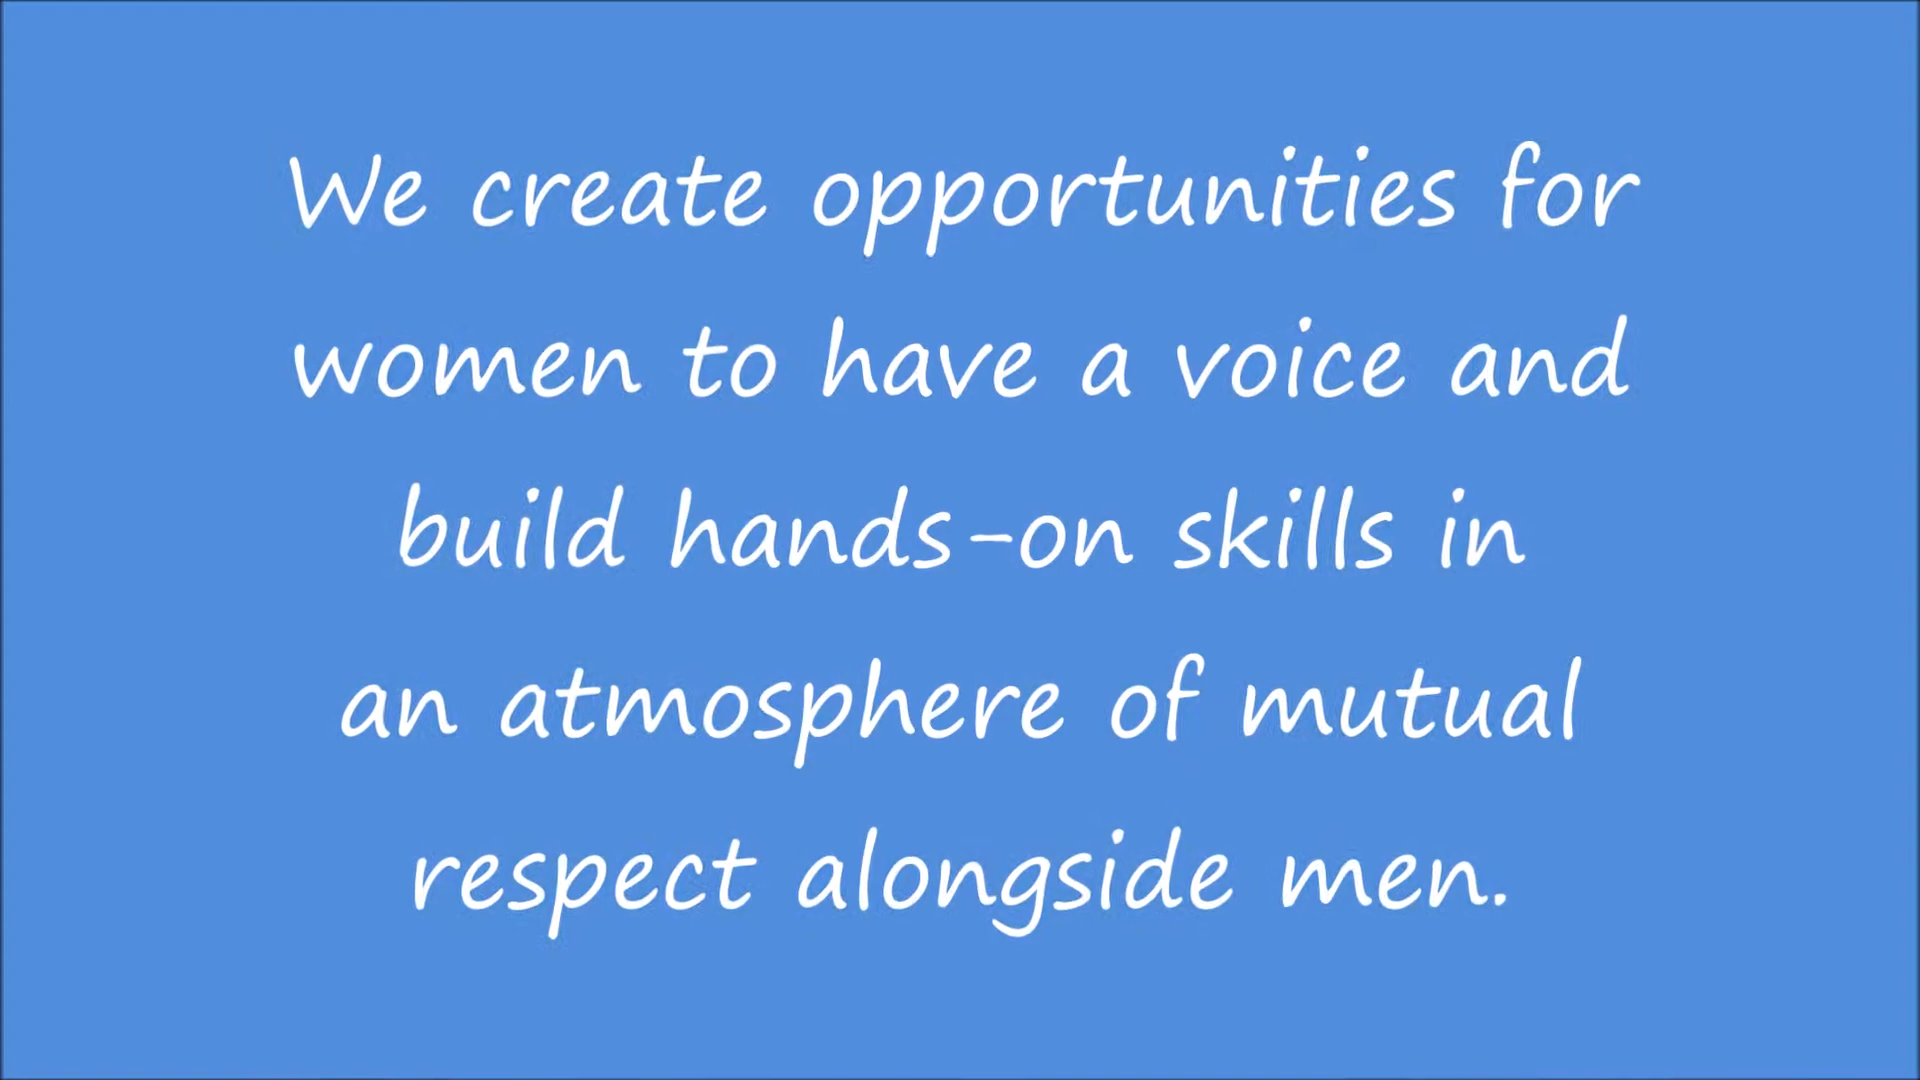 We create opportunities for
women to have a voice and
build hands-on skills in
an atmosphere of mutual
respect alongside men.